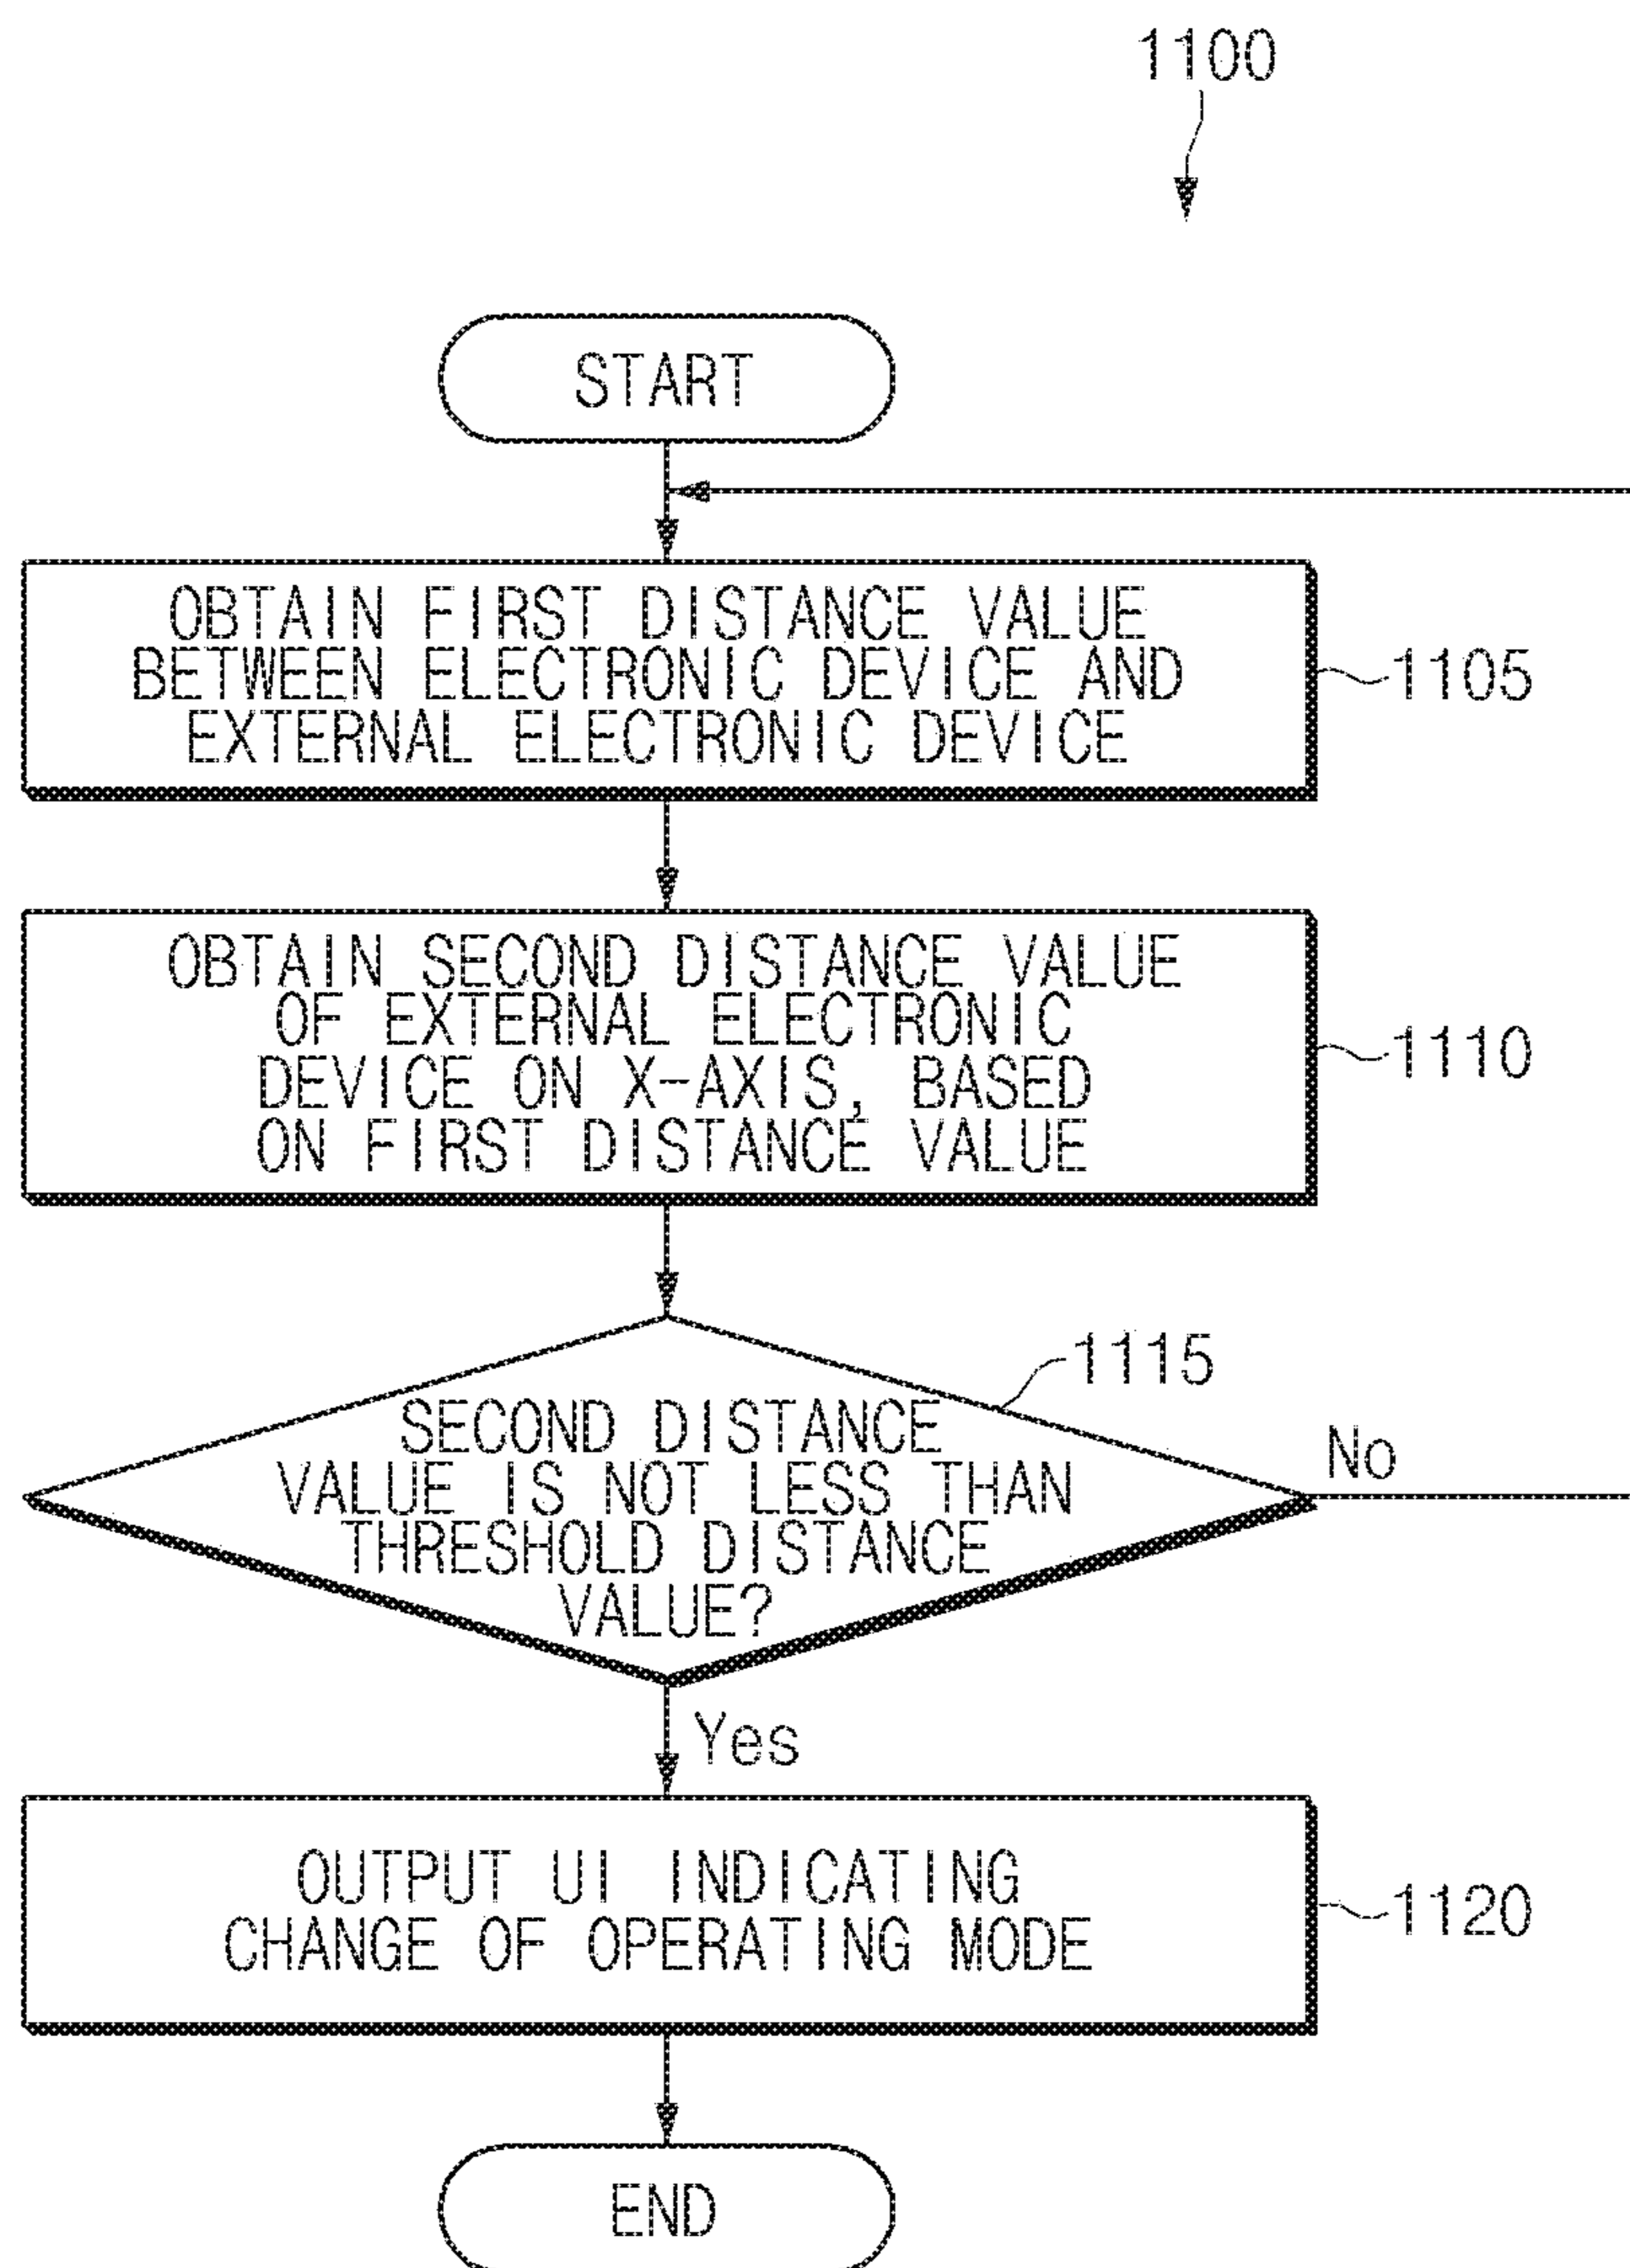 1100
START
OBTAIN FIRST DISTANCE VALUE
BETWEEN ELECTRONIC DEVICE AND
EXTERNAL ELECTRONIC DEVICE
1105
OBTAIN SECOND DISTANCE VALUE
OF EXTERNAL ELECTRONIC
DEVICE ON X-AXIS, BASED
ON FIRST DISTANCE VALUE
1110
1115
SECOND DISTANCE
VALUE IS NOT LESS THAN
THRESHOLD DISTANCE
VALUE?
No
Yes
OUTPUT UI INDICATING
CHANGE OF OPERATING MODE
1120
END